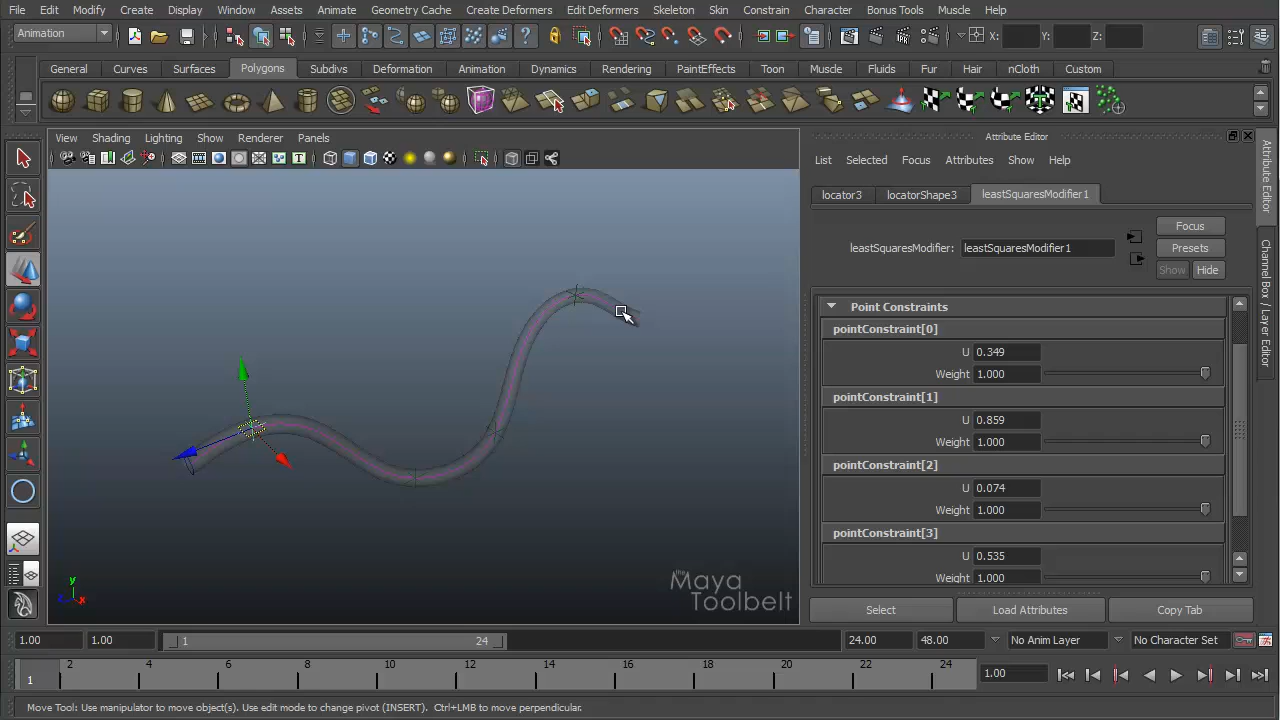 File Edit Modify Create Display Window Assets Animate Geometry Cache Create Deformers Edit Deformers Skeleton Skin Constrain Character Bonus Tools Muscle Help
Animation X: Y: Z:
General Curves Surfaces Polygons Subdivs Deformation Animation Dynamics Rendering PaintEffects Toon Muscle Fluids Fur Hair nCloth Custom
View Shading Lighting Show Renderer Panels
Attribute Editor
List Selected Focus Attributes Show Help
locator3 locatorShape3 leastSquaresModifier1
Focus
leastSquaresModifier: leastSquaresModifier1 Presets
Show Hide
Point Constraints
pointConstraint[0]
U 0.349
Weight 1.000
pointConstraint[1]
U 0.859
Weight 1.000
pointConstraint[2]
U 0.074
Weight 1.000
pointConstraint[3]
U 0.535
Weight 1.000
Select Load Attributes Copy Tab
Attribute Editor
Channel Box / Layer Editor
y
x
the Maya
Toolbelt
1.00 1.00 1 24 24.00 48.00 No Anim Layer No Character Set
2 4 6 8 10 12 14 16 18 20 22 24
1 1.00
Move Tool: Use manipulator to move object(s). Use edit mode to change pivot (INSERT). Ctrl+LMB to move perpendicular.